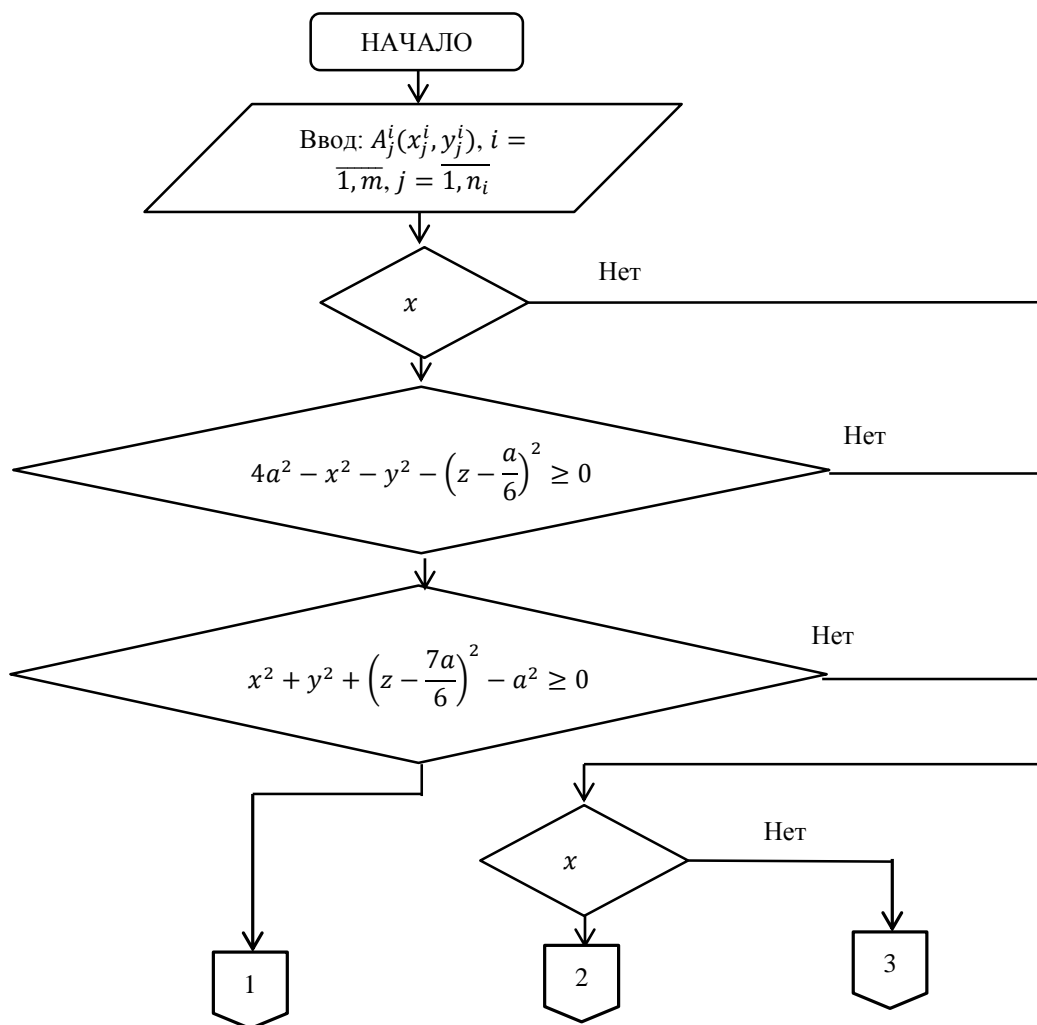 НАЧАЛО
Ввод: $A_j^i(x_j^i, y_j^i)$, $i =$
$\overline{1,m}$, $j = \overline{1,n_i}$
Нет
$x$
Нет
$4a^2 - x^2 - y^2 - \left(z - \frac{a}{6}\right)^2 \geq 0$
Нет
$x^2 + y^2 + \left(z - \frac{7a}{6}\right)^2 - a^2 \geq 0$
Нет
$x$
1
2
3